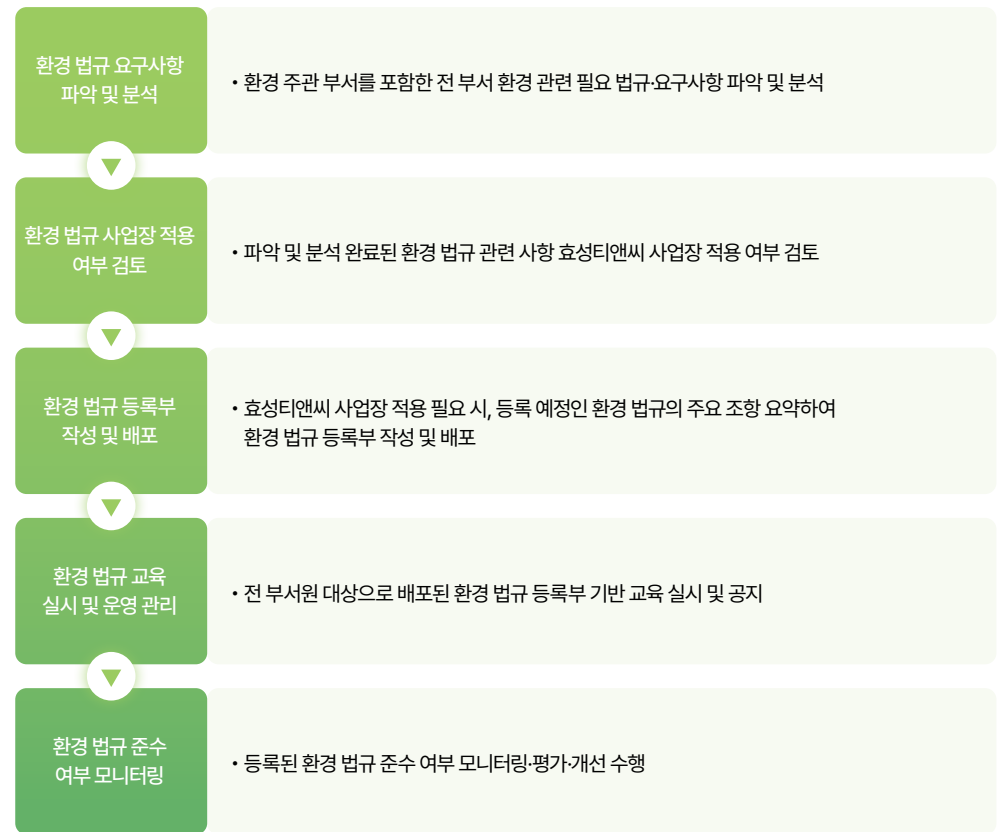 환경 법규 요구사항
파악 및 분석
• 환경 주관 부서를 포함한 전 부서 환경 관련 필요 법규·요구사항 파악 및 분석
환경 법규 사업장 적용
여부 검토
• 파악 및 분석 완료된 환경 법규 관련 사항 효성티앤씨 사업장 적용 여부 검토
환경 법규 등록부
작성 및 배포
• 효성티앤씨 사업장 적용 필요 시, 등록 예정인 환경 법규의 주요 조항 요약하여
환경 법규 등록부 작성 및 배포
환경 법규 교육
실시 및 운영 관리
• 전 부서원 대상으로 배포된 환경 법규 등록부 기반 교육 실시 및 공지
환경 법규 준수
여부 모니터링
• 등록된 환경 법규 준수 여부 모니터링·평가·개선 수행